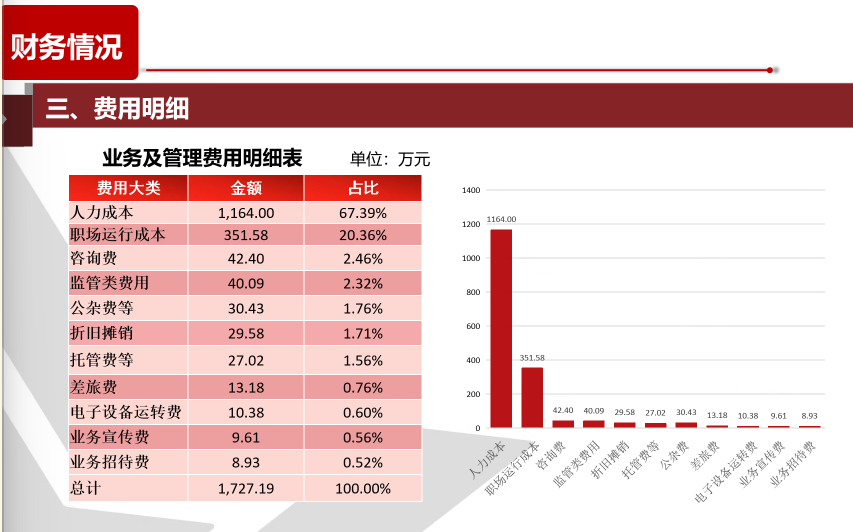 财务情况
三、费用明细
业务及管理费用明细表 单位：万元
费用大类 金额 占比
人力成本 1,164.00 67.39%
职场运行成本 351.58 20.36%
咨询费 42.40 2.46%
监管类费用 40.09 2.32%
公杂费等 30.43 1.76%
折旧摊销 29.58 1.71%
托管费等 27.02 1.56%
差旅费 13.18 0.76%
电子设备运转费 10.38 0.60%
业务宣传费 9.61 0.56%
业务招待费 8.93 0.52%
总计 1,727.19 100.00%
1400
1200
1000
800
600
400
200
0
1164.00
351.58
42.40 40.09 29.58 27.02 30.43 13.18 10.38 9.61 8.93
人力成本
职场运行成本
咨询费
监管类费用
折旧摊销
托管费等
公杂费
差旅费
电子设备运转费
业务宣传费
业务招待费